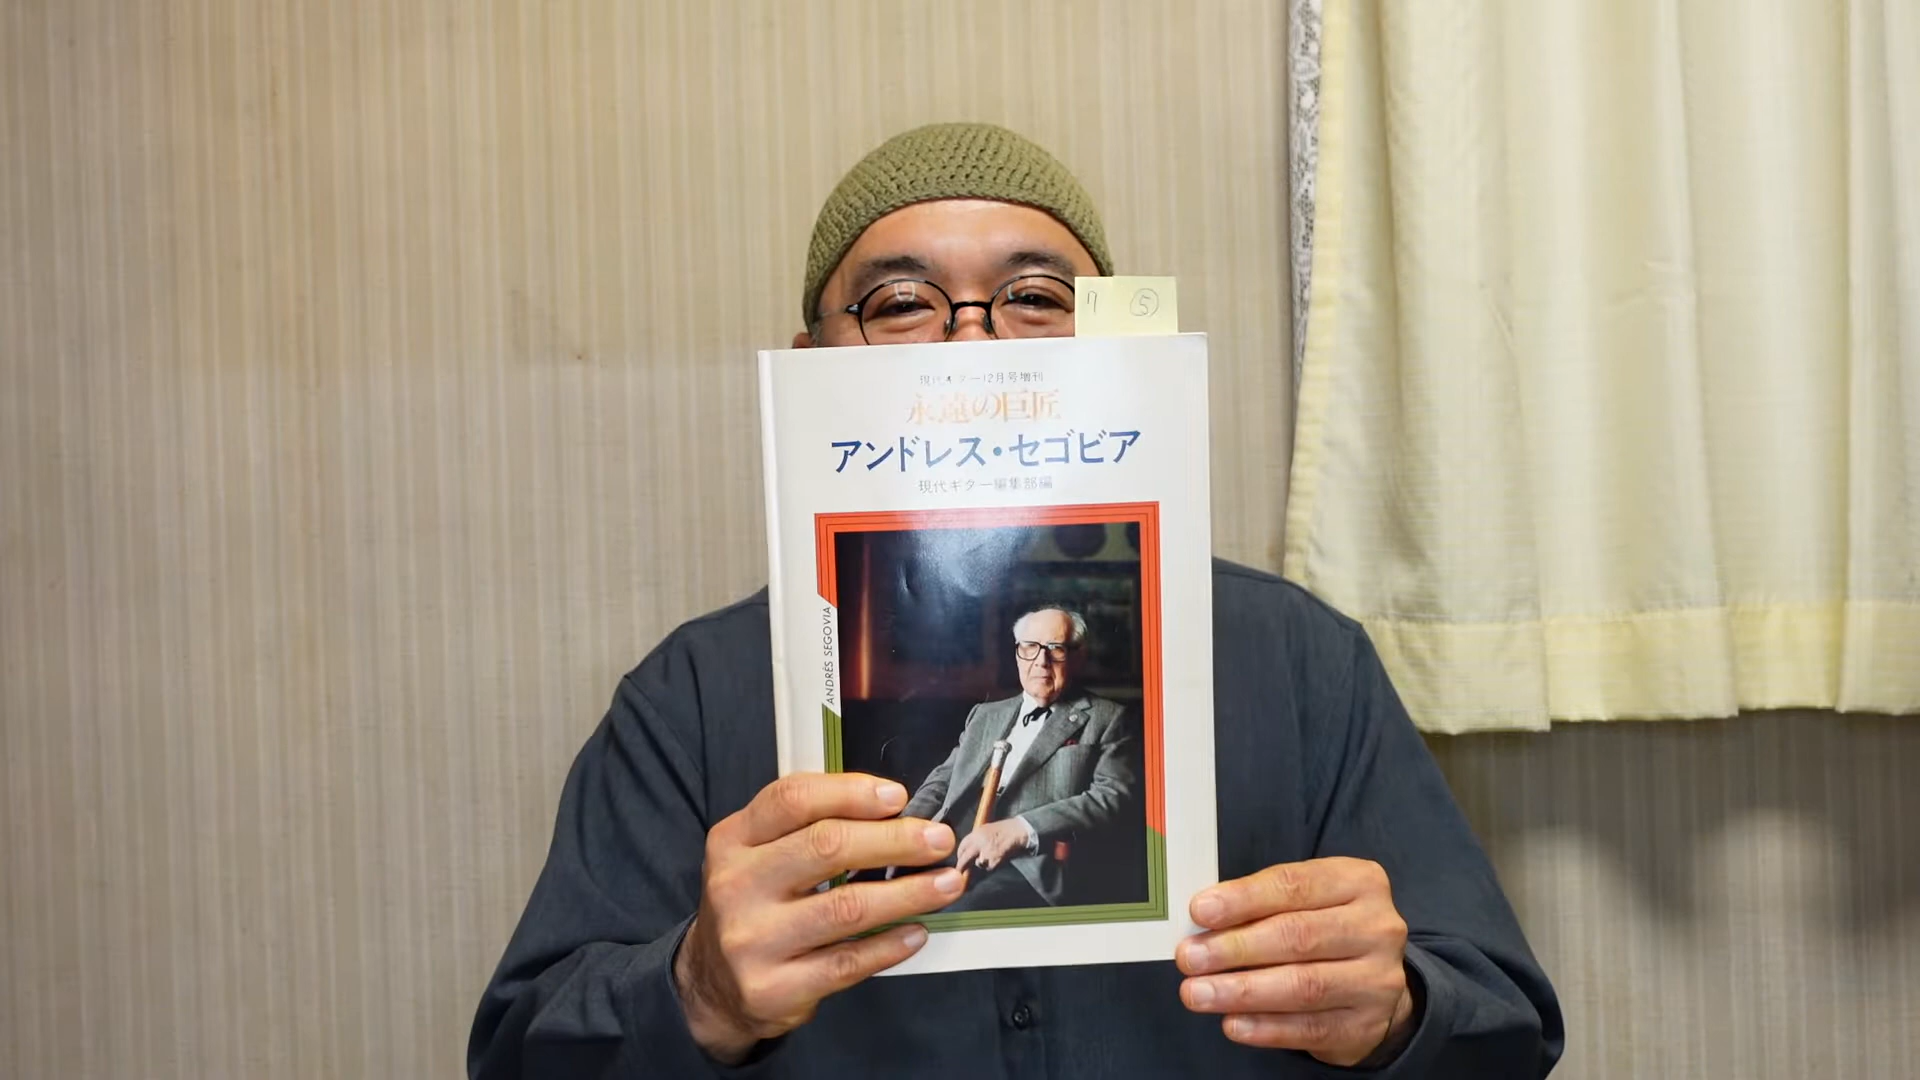 7 ⑤
現代ギター12月号増刊
永遠の巨匠
アンドレス・セゴビア
現代ギター編集部編
ANDRÉS SEGOVIA